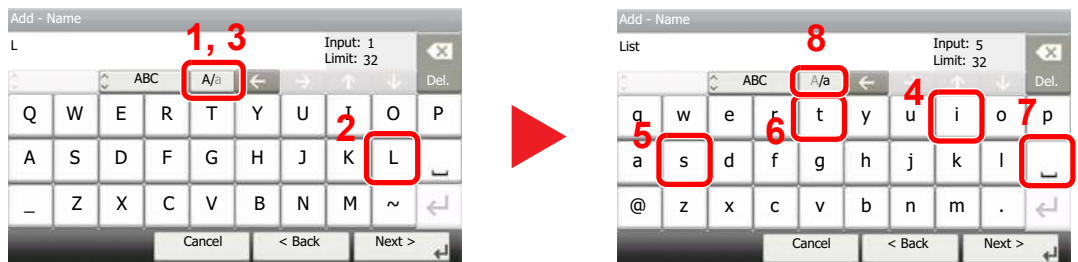 Add - Name
L
Input: 1
Limit: 32
1, 3
ABC
A/a
Del.
Q W E R T Y U I O P
2
A S D F G H J K L
_ Z X C V B N M ~
Cancel < Back Next >
Add - Name
List
Input: 5
Limit: 32
8
ABC
A/a
Del.
4
q w e r t y u i o p
5 6 7
a s d f g h j k l
@ z x c v b n m .
Cancel < Back Next >